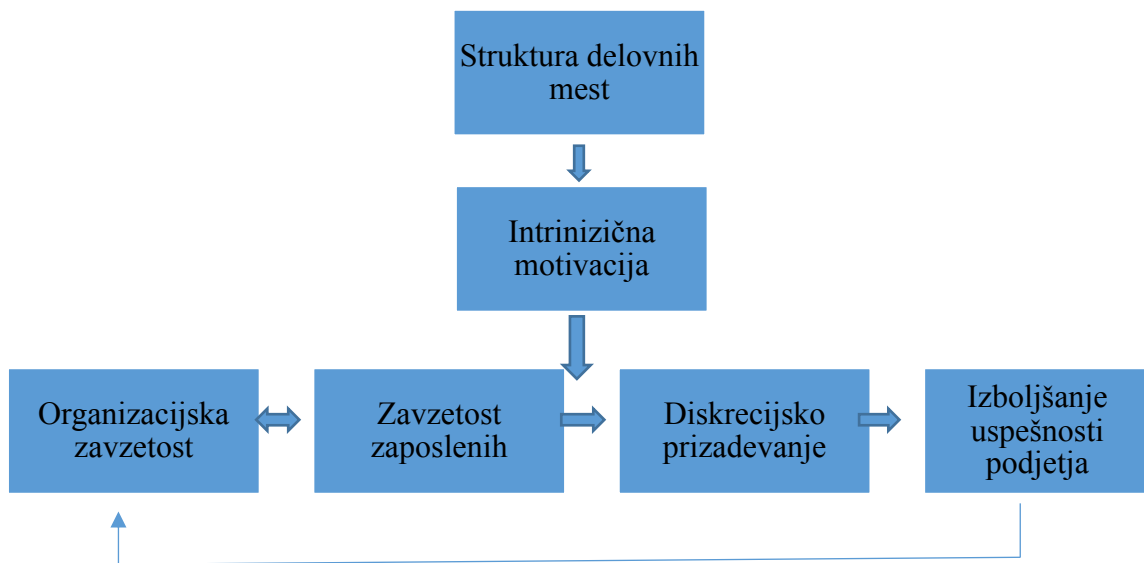 Struktura delovnih
mest
Intrinizična
motivacija
Organizacijska
zavzetost
Zavzetost
zaposlenih
Diskrecijsko
prizadevanje
Izboljšanje
uspešnosti
podjetja